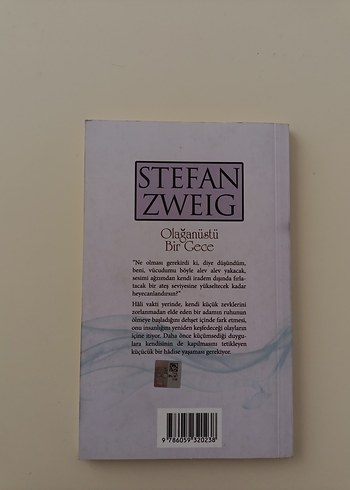 STEFAN
ZWEIG
Olağanüstü
Bir Gece
"Ne olması gerekirdi ki, diye düşündüm,
beni, vücudumu böyle alev alev yakacak,
sesimi ağzımdan kendi iradem dışında fırla-
tacak bir ateş seviyesine yükseltecek kadar
heyecanlandırsın?"
Hâli vakti yerinde, kendi küçük zevklerini
zorlanmadan elde eden bir adamın ruhunun
ölmeye başladığını dehşet içinde fark etmesi,
onu insanlığını yeniden keşfedeceği olayların
içine itiyor. Daha önce küçümsediği duygu-
lara kendisinin de kapılmasını tetikleyen
küçücük bir hâdise yaşaması gerekiyor.
9 786059 320238